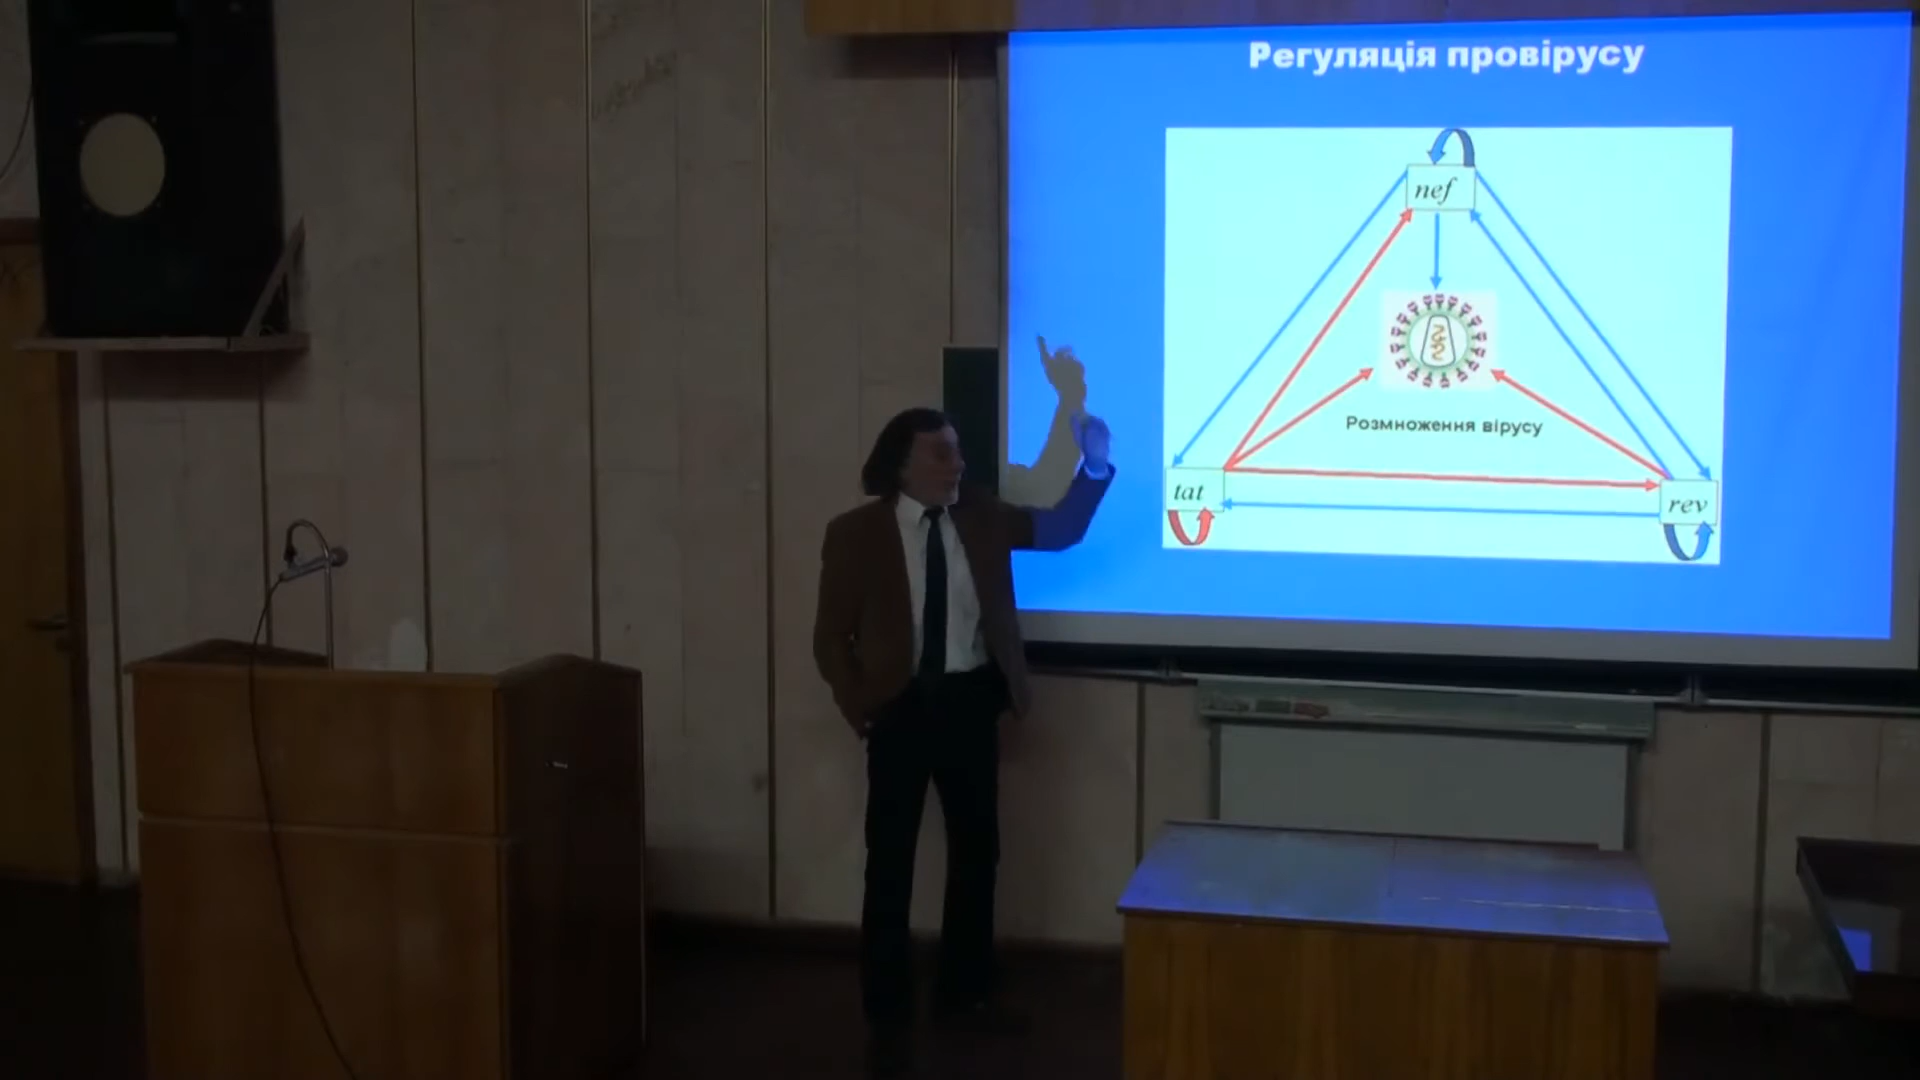 Регуляція провірусу
nef
Розмноження вірусу
tat
rev